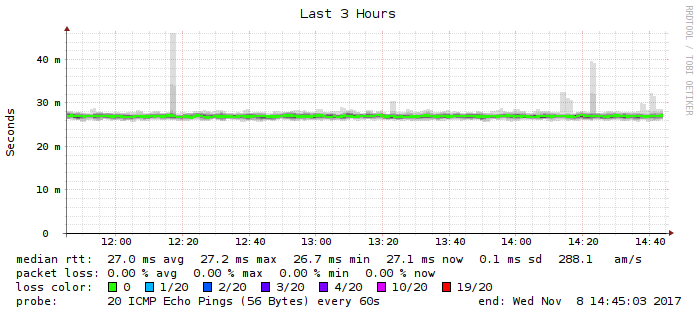 Last 3 Hours
RRDTOOL / TOBI OETIKER
Seconds
40 m
30 m
20 m
10 m
0
12:00 12:20 12:40 13:00 13:20 13:40 14:00 14:20 14:40
median rtt: 27.0 ms avg 27.2 ms max 26.7 ms min 27.1 ms now 0.1 ms sd 288.1 am/s
packet loss: 0.00 % avg 0.00 % max 0.00 % min 0.00 % now
loss color: 0 1/20 2/20 3/20 4/20 10/20 19/20
probe: 20 ICMP Echo Pings (56 Bytes) every 60s end: Wed Nov 8 14:45:03 2017